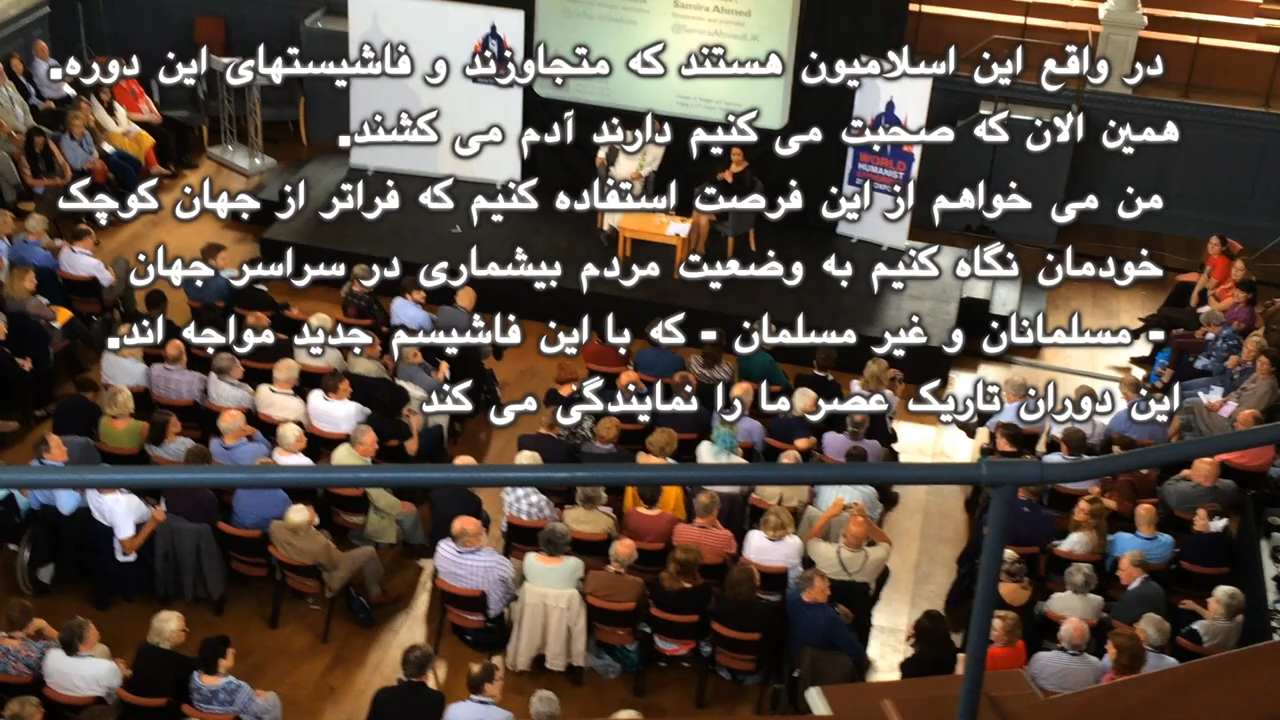 Samira Ahmed
@SamiraAhmedUK
در واقع این اسلامیون هستند که متجاوزند و فاشیستهای این دوره.
همین الان که صحبت می کنیم دارند آدم می کشند.
من می خواهم از این فرصت استفاده کنیم که فراتر از جهان کوچک
خودمان نگاه کنیم به وضعیت مردم بیشماری در سراسر جهان
- مسلمانان و غیر مسلمان - که با این فاشیسم جدید مواجه اند.
این دوران تاریک عصر ما را نمایندگی می کند
WORLD
HUMANIST